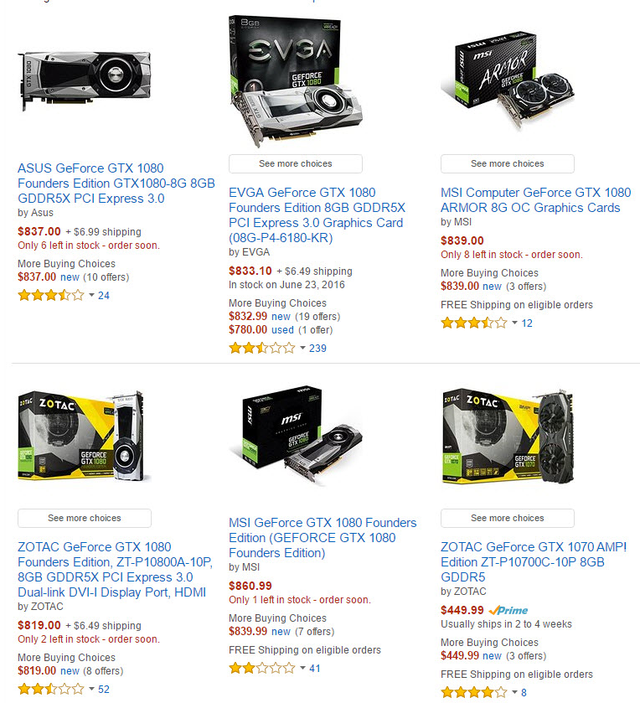 GTX 1080
8GB
EVGA
GEFORCE
GTX 1080
msi
ARMOR
GEFORCE
GTX 1080
See more choices
See more choices
ASUS GeForce GTX 1080
Founders Edition GTX1080-8G 8GB
GDDR5X PCI Express 3.0
by Asus
$837.00 + $6.99 shipping
Only 6 left in stock - order soon.
More Buying Choices
$837.00 new (10 offers)
24
EVGA GeForce GTX 1080
Founders Edition 8GB GDDR5X
PCI Express 3.0 Graphics Card
(08G-P4-6180-KR)
by EVGA
$833.10 + $6.49 shipping
In stock on June 23, 2016
More Buying Choices
$832.99 new (19 offers)
$780.00 used (1 offer)
239
MSI Computer GeForce GTX 1080
ARMOR 8G OC Graphics Cards
by MSI
$839.00
Only 8 left in stock - order soon.
More Buying Choices
$839.00 new (3 offers)
FREE Shipping on eligible orders
12
ZOTAC
GEFORCE
GTX 1080
msi
GEFORCE
GTX 1080
ZOTAC
GEFORCE
GTX 1070
See more choices
See more choices
ZOTAC GeForce GTX 1080
Founders Edition, ZT-P10800A-10P,
8GB GDDR5X PCI Express 3.0
Dual-link DVI-I Display Port, HDMI
by ZOTAC
$819.00 + $6.49 shipping
Only 2 left in stock - order soon.
More Buying Choices
$819.00 new (8 offers)
52
MSI GeForce GTX 1080 Founders
Edition (GEFORCE GTX 1080
Founders Edition)
by MSI
$860.99
Only 1 left in stock - order soon.
More Buying Choices
$839.99 new (7 offers)
FREE Shipping on eligible orders
41
ZOTAC GeForce GTX 1070 AMP!
Edition ZT-P10700C-10P 8GB
GDDR5
by ZOTAC
$449.99 Prime
Usually ships in 2 to 4 weeks
More Buying Choices
$449.99 new (3 offers)
FREE Shipping on eligible orders
8